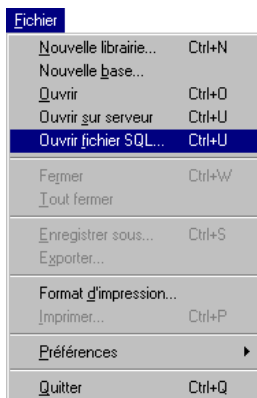 Fichier
Nouvelle librairie... Ctrl+N
Nouvelle base...
Ouvrir Ctrl+O
Ouvrir sur serveur Ctrl+U
Ouvrir fichier SQL... Ctrl+U
Fermer Ctrl+W
Tout fermer
Enregistrer sous... Ctrl+S
Exporter...
Format d'impression...
Imprimer... Ctrl+P
Préférences
Quitter Ctrl+Q